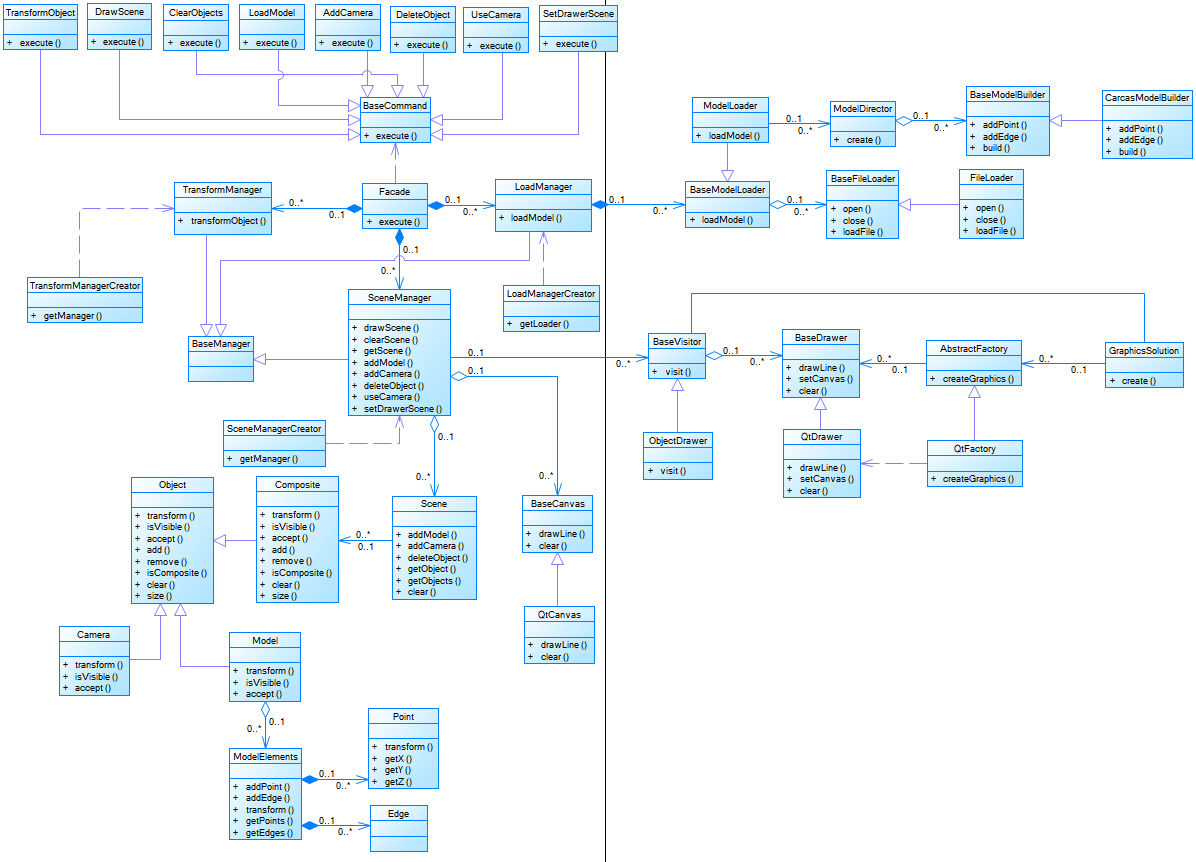 TransformObject
+ execute ()
DrawScene
+ execute ()
ClearObjects
+ execute ()
LoadModel
+ execute ()
AddCamera
+ execute ()
DeleteObject
+ execute ()
UseCamera
+ execute ()
SetDrawerScene
+ execute ()
BaseCommand
+ execute ()
ModelLoader
+ loadModel ()
0..1
0..*
ModelDirector
+ create ()
0..1
0..*
BaseModelBuilder
+ addPoint ()
+ addEdge ()
+ build ()
CarcasModelBuilder
+ addPoint ()
+ addEdge ()
+ build ()
TransformManager
+ transformObject ()
0..*
0..1
Facade
+ execute ()
0..1
0..*
LoadManager
+ loadModel ()
0..1
0..*
BaseModelLoader
+ loadModel ()
0..1
0..*
BaseFileLoader
+ open ()
+ close ()
+ loadFile ()
FileLoader
+ open ()
+ close ()
+ loadFile ()
0..1
0..*
TransformManagerCreator
+ getManager ()
LoadManagerCreator
+ getLoader ()
SceneManager
+ drawScene ()
+ clearScene ()
+ getScene ()
+ addModel ()
+ addCamera ()
+ deleteObject ()
+ useCamera ()
+ setDrawerScene ()
BaseManager
0..1
0..*
0..1
BaseVisitor
+ visit ()
0..1
0..*
BaseDrawer
+ drawLine ()
+ setCanvas ()
+ clear ()
0..*
0..1
AbstractFactory
+ createGraphics ()
0..*
0..1
GraphicsSolution
+ create ()
SceneManagerCreator
+ getManager ()
0..1
0..*
0..*
ObjectDrawer
+ visit ()
QtDrawer
+ drawLine ()
+ setCanvas ()
+ clear ()
QtFactory
+ createGraphics ()
Object
+ transform ()
+ isVisible ()
+ accept ()
+ add ()
+ remove ()
+ isComposite ()
+ clear ()
+ size ()
Composite
+ transform ()
+ isVisible ()
+ accept ()
+ add ()
+ remove ()
+ isComposite ()
+ clear ()
+ size ()
0..*
0..1
Scene
+ addModel ()
+ addCamera ()
+ deleteObject ()
+ getObject ()
+ getObjects ()
+ clear ()
BaseCanvas
+ drawLine ()
+ clear ()
QtCanvas
+ drawLine ()
+ clear ()
Camera
+ transform ()
+ isVisible ()
+ accept ()
Model
+ transform ()
+ isVisible ()
+ accept ()
0..1
0..*
ModelElements
+ addPoint ()
+ addEdge ()
+ transform ()
+ getPoints ()
+ getEdges ()
0..1
0..*
Point
+ transform ()
+ getX ()
+ getY ()
+ getZ ()
0..1
0..*
Edge